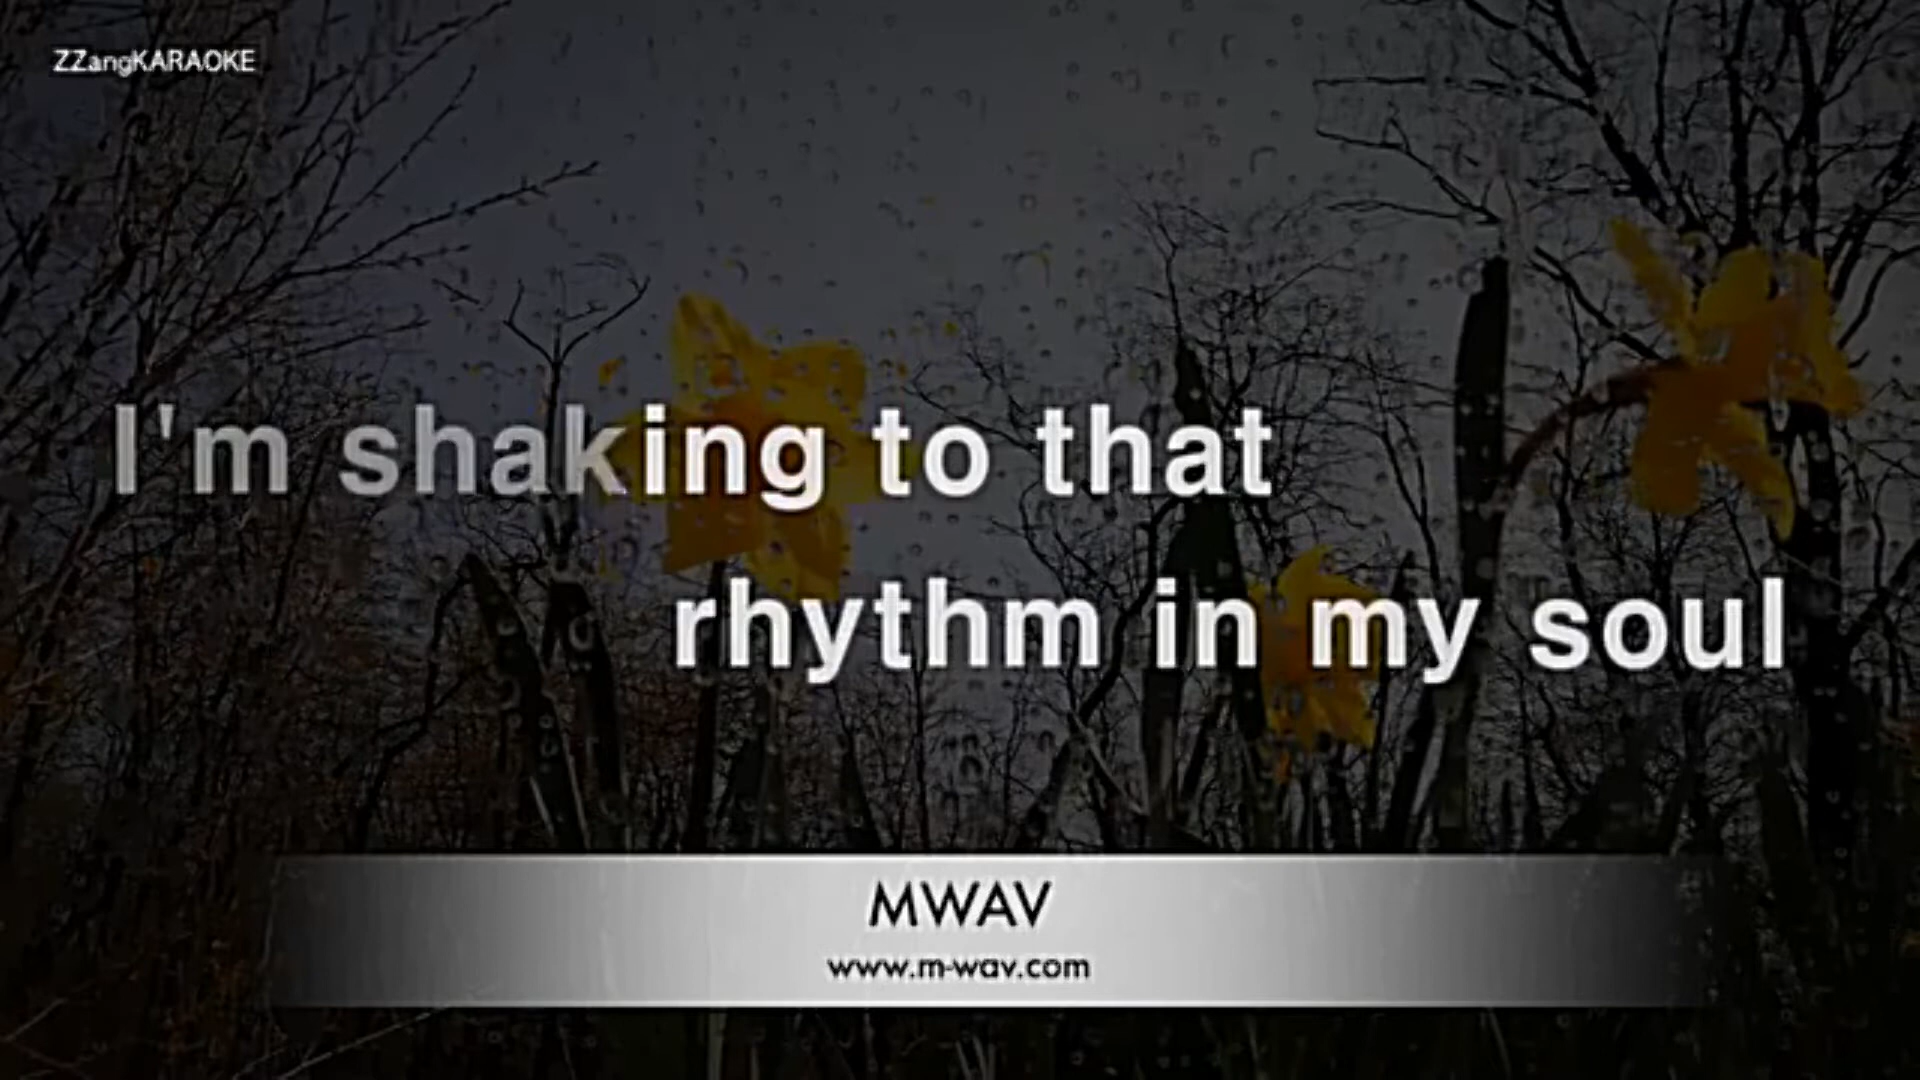 ZZangKARAOKE
I'm shaking to that
rhythm in my soul
MWAV
www.m-wav.com